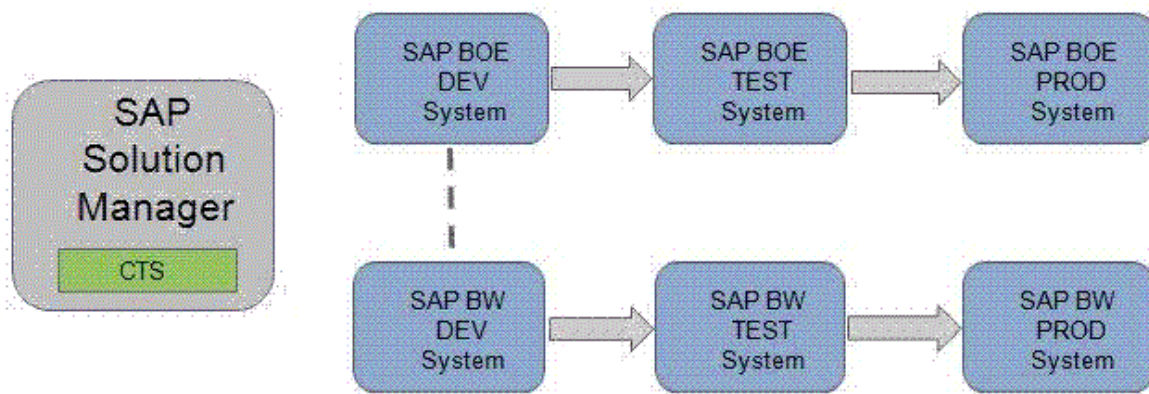 SAP
Solution
Manager
CTS
SAP BOE
DEV
System
SAP BOE
TEST
System
SAP BOE
PROD
System
SAP BW
DEV
System
SAP BW
TEST
System
SAP BW
PROD
System